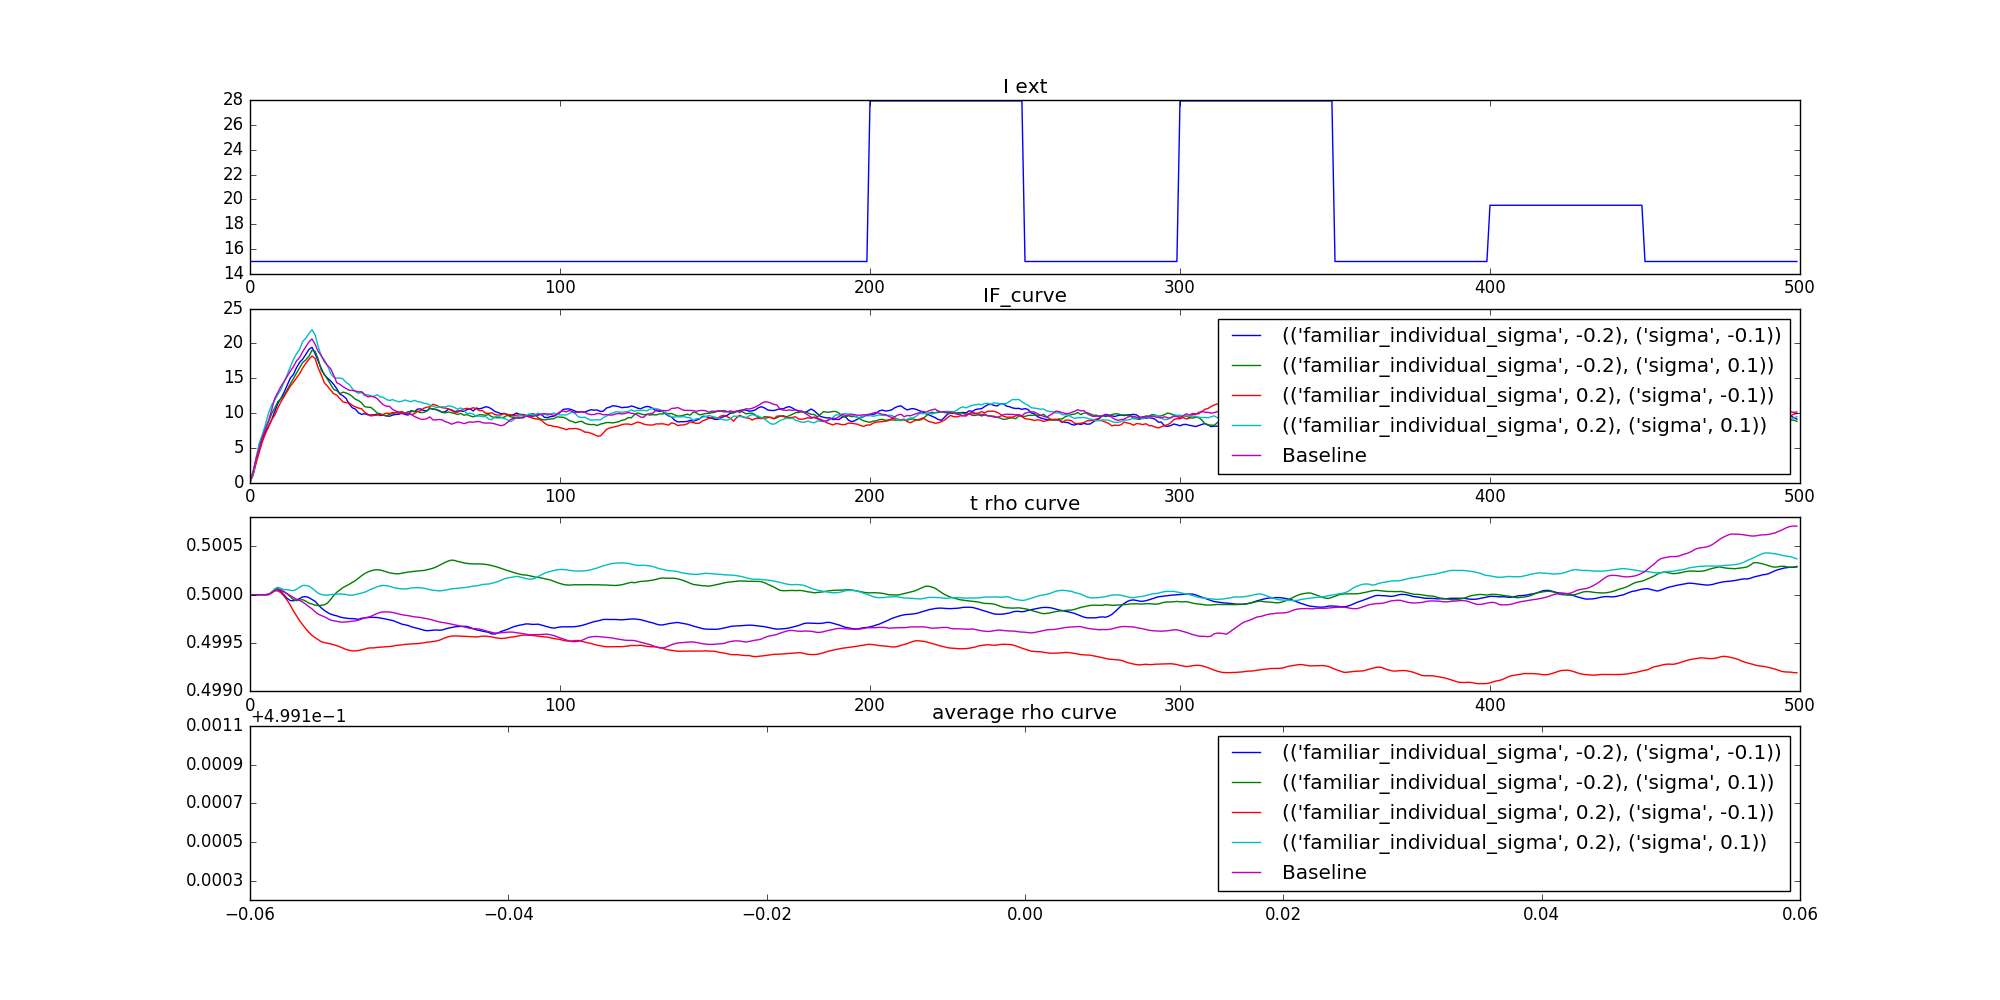 I ext
28
26
24
22
20
18
16
14
0 100 200 300 400 500
IF_curve
25
20
15
10
5
0
(('familiar_individual_sigma', -0.2), ('sigma', -0.1))
(('familiar_individual_sigma', -0.2), ('sigma', 0.1))
(('familiar_individual_sigma', 0.2), ('sigma', -0.1))
(('familiar_individual_sigma', 0.2), ('sigma', 0.1))
Baseline
0 100 200 300 400 500
t rho curve
0.5005
0.5000
0.4995
0.4990
0 100 200 300 400 500
+4.991e−1
average rho curve
0.0011
0.0009
0.0007
0.0005
0.0003
(('familiar_individual_sigma', -0.2), ('sigma', -0.1))
(('familiar_individual_sigma', -0.2), ('sigma', 0.1))
(('familiar_individual_sigma', 0.2), ('sigma', -0.1))
(('familiar_individual_sigma', 0.2), ('sigma', 0.1))
Baseline
−0.06 −0.04 −0.02 0.00 0.02 0.04 0.06